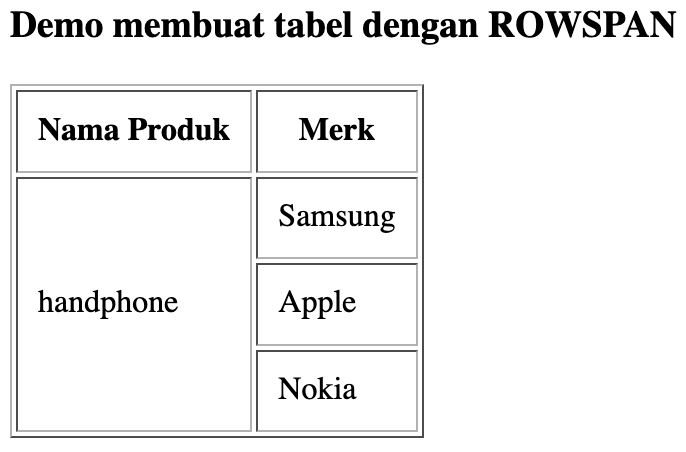 Demo membuat tabel dengan ROWSPAN
Nama Produk Merk
Samsung
handphone Apple
Nokia